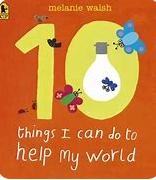 melanie walsh
10
things I can do to
help my world